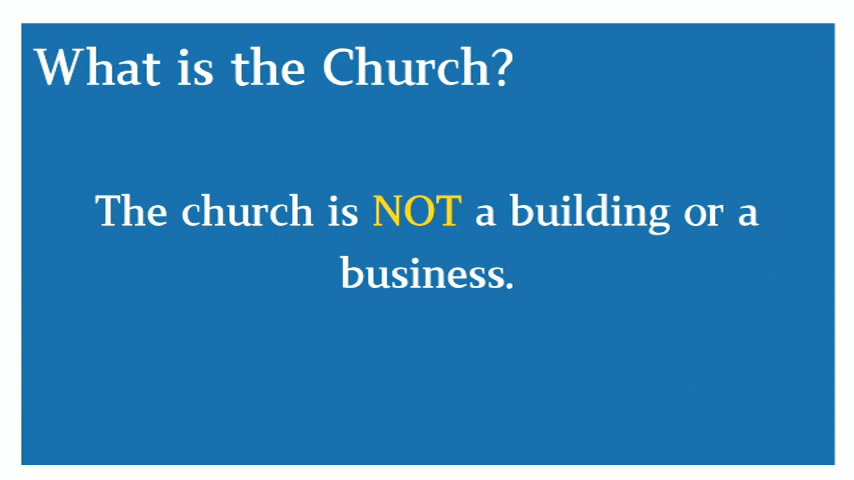 What is the Church?
The church is NOT a building or a
business.